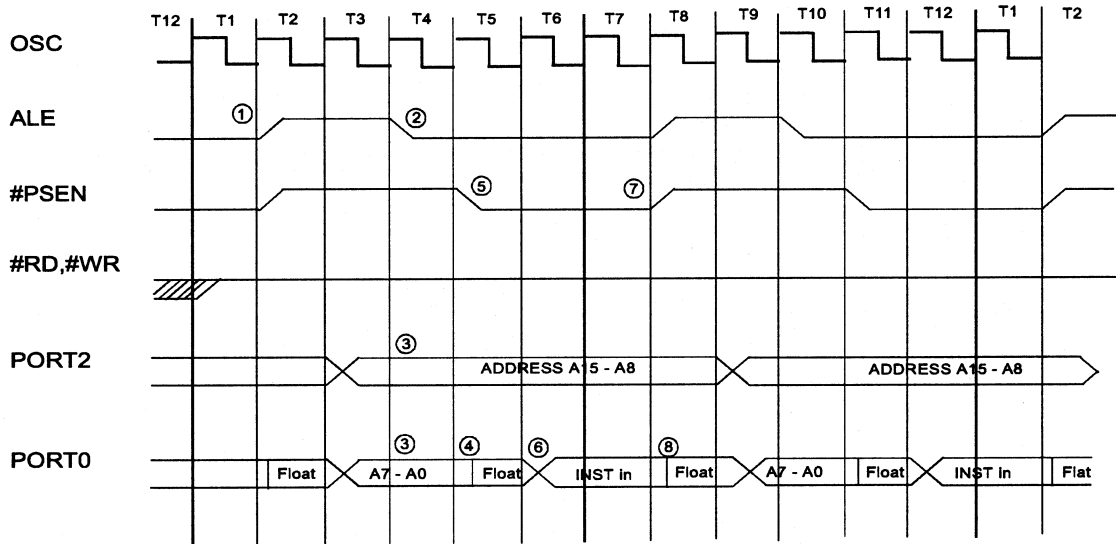 T12 T1 T2 T3 T4 T5 T6 T7 T8 T9 T10 T11 T12 T1 T2
OSC
ALE ① ②
#PSEN ⑤ ⑦
#RD,#WR
③
PORT2 ADDRESS A15 - A8 ADDRESS A15 - A8
③ ④ ⑥ ⑧
PORT0 Float A7 - A0 Float INST in Float A7 - A0 Float INST in Flat